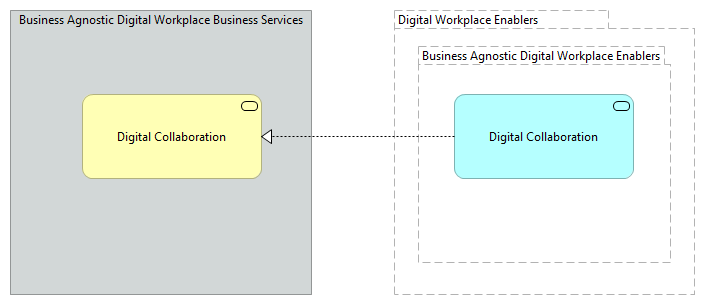 Business Agnostic Digital Workplace Business Services
Digital Collaboration
Digital Workplace Enablers
Business Agnostic Digital Workplace Enablers
Digital Collaboration